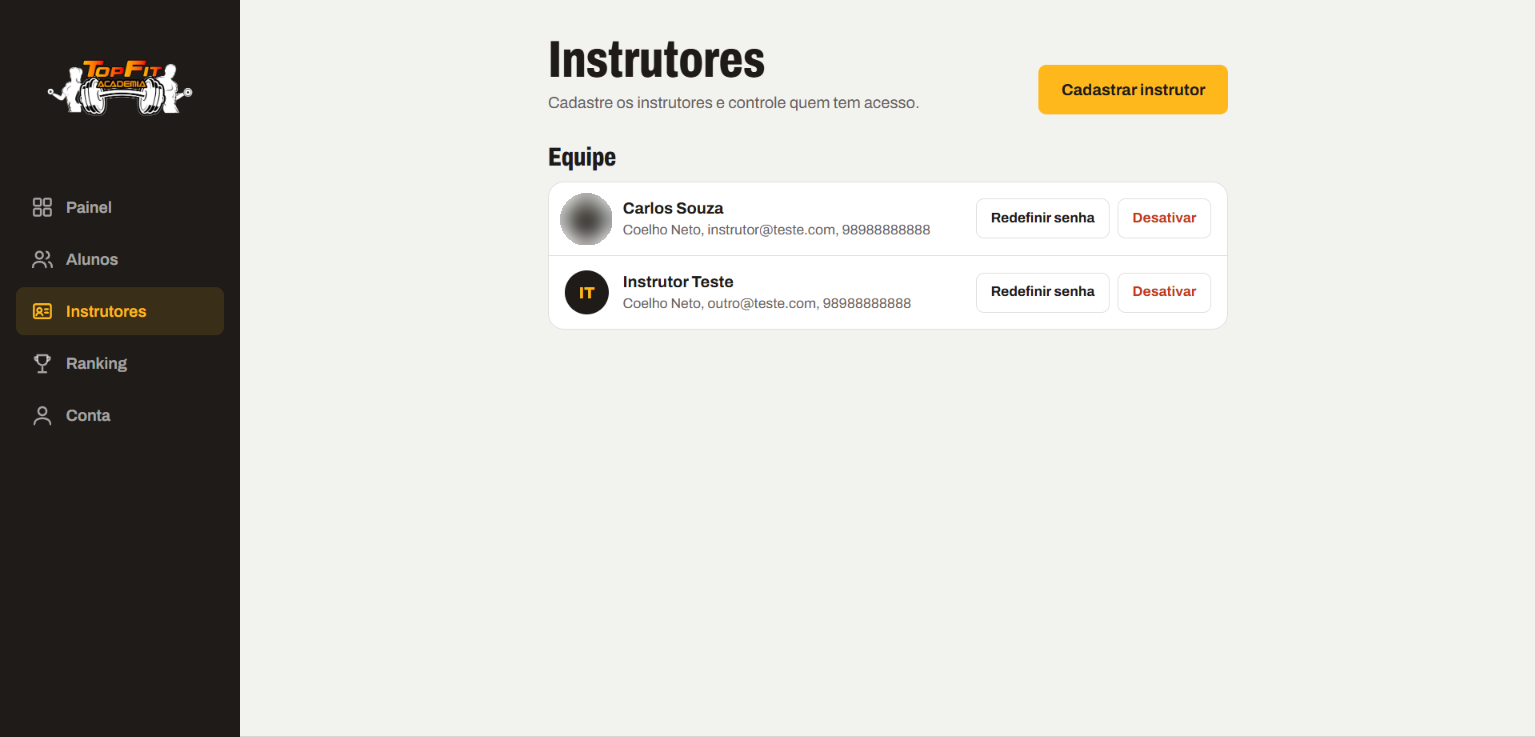 TOPFIT
ACADEMIA
Painel
Alunos
Instrutores
Ranking
Conta
Instrutores
Cadastre os instrutores e controle quem tem acesso.
Cadastrar instrutor
Equipe
Carlos Souza
Coelho Neto, instrutor@teste.com, 98988888888
Redefinir senha
Desativar
IT
Instrutor Teste
Coelho Neto, outro@teste.com, 98988888888
Redefinir senha
Desativar